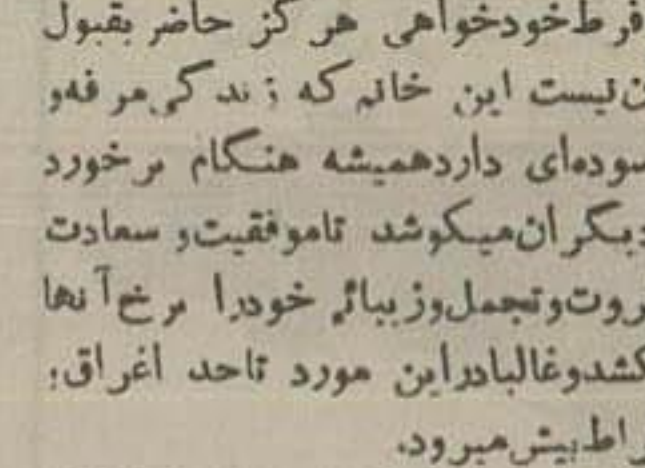 فرط خودخواهی هرگز حاضر بقبول
ن نیست این خانم که زندگی مرفه و
سوده‌ای دارد همیشه هنگام برخورد
دیگران میکوشد تا موفقیت و سعادت
روت و تجمل و زیبائی خود را برخ آنها
کشد و غالبا در این مورد تا حد اغراق و
راط پیش میرود.